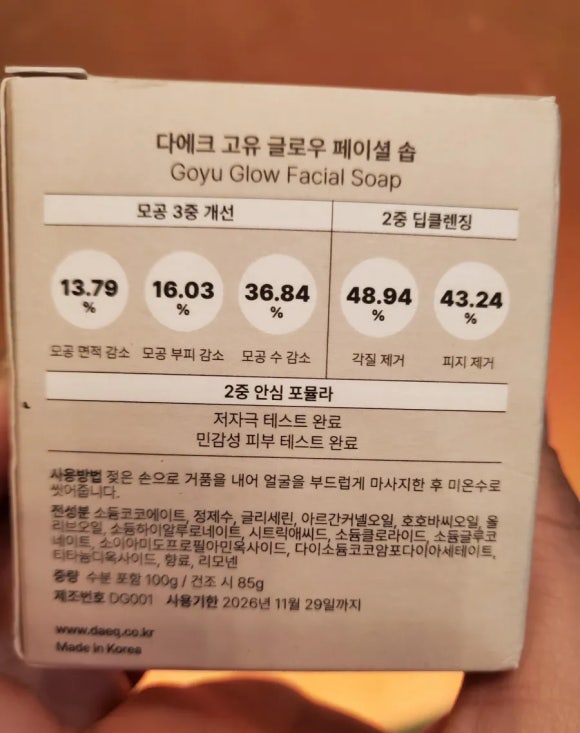 다에크 고유 글로우 페이셜 솝
Goyu Glow Facial Soap
모공 3중 개선
2중 딥클렌징
13.79 %
16.03 %
36.84 %
48.94 %
43.24 %
모공 면적 감소
모공 부피 감소
모공 수 감소
각질 제거
피지 제거
2중 안심 포뮬라
저자극 테스트 완료
민감성 피부 테스트 완료
사용방법 젖은 손으로 거품을 내어 얼굴을 부드럽게 마사지한 후 미온수로
씻어줍니다.
전성분 소듐코코에이트, 정제수, 글리세린, 아르간커넬오일, 호호바씨오일, 올
리브오일, 소듐하이알루로네이트, 시트릭애씨드, 소듐클로라이드, 소듐글루코
네이트, 소이아미도프로필아민옥사이드, 다이소듐코코암포다이아세테이트,
티타늄디옥사이드, 향료, 리모넨
중량 수분 포함 100g / 건조 시 85g
제조번호 DG001 사용기한 2026년 11월 29일까지
www.daeq.co.kr
Made in Korea